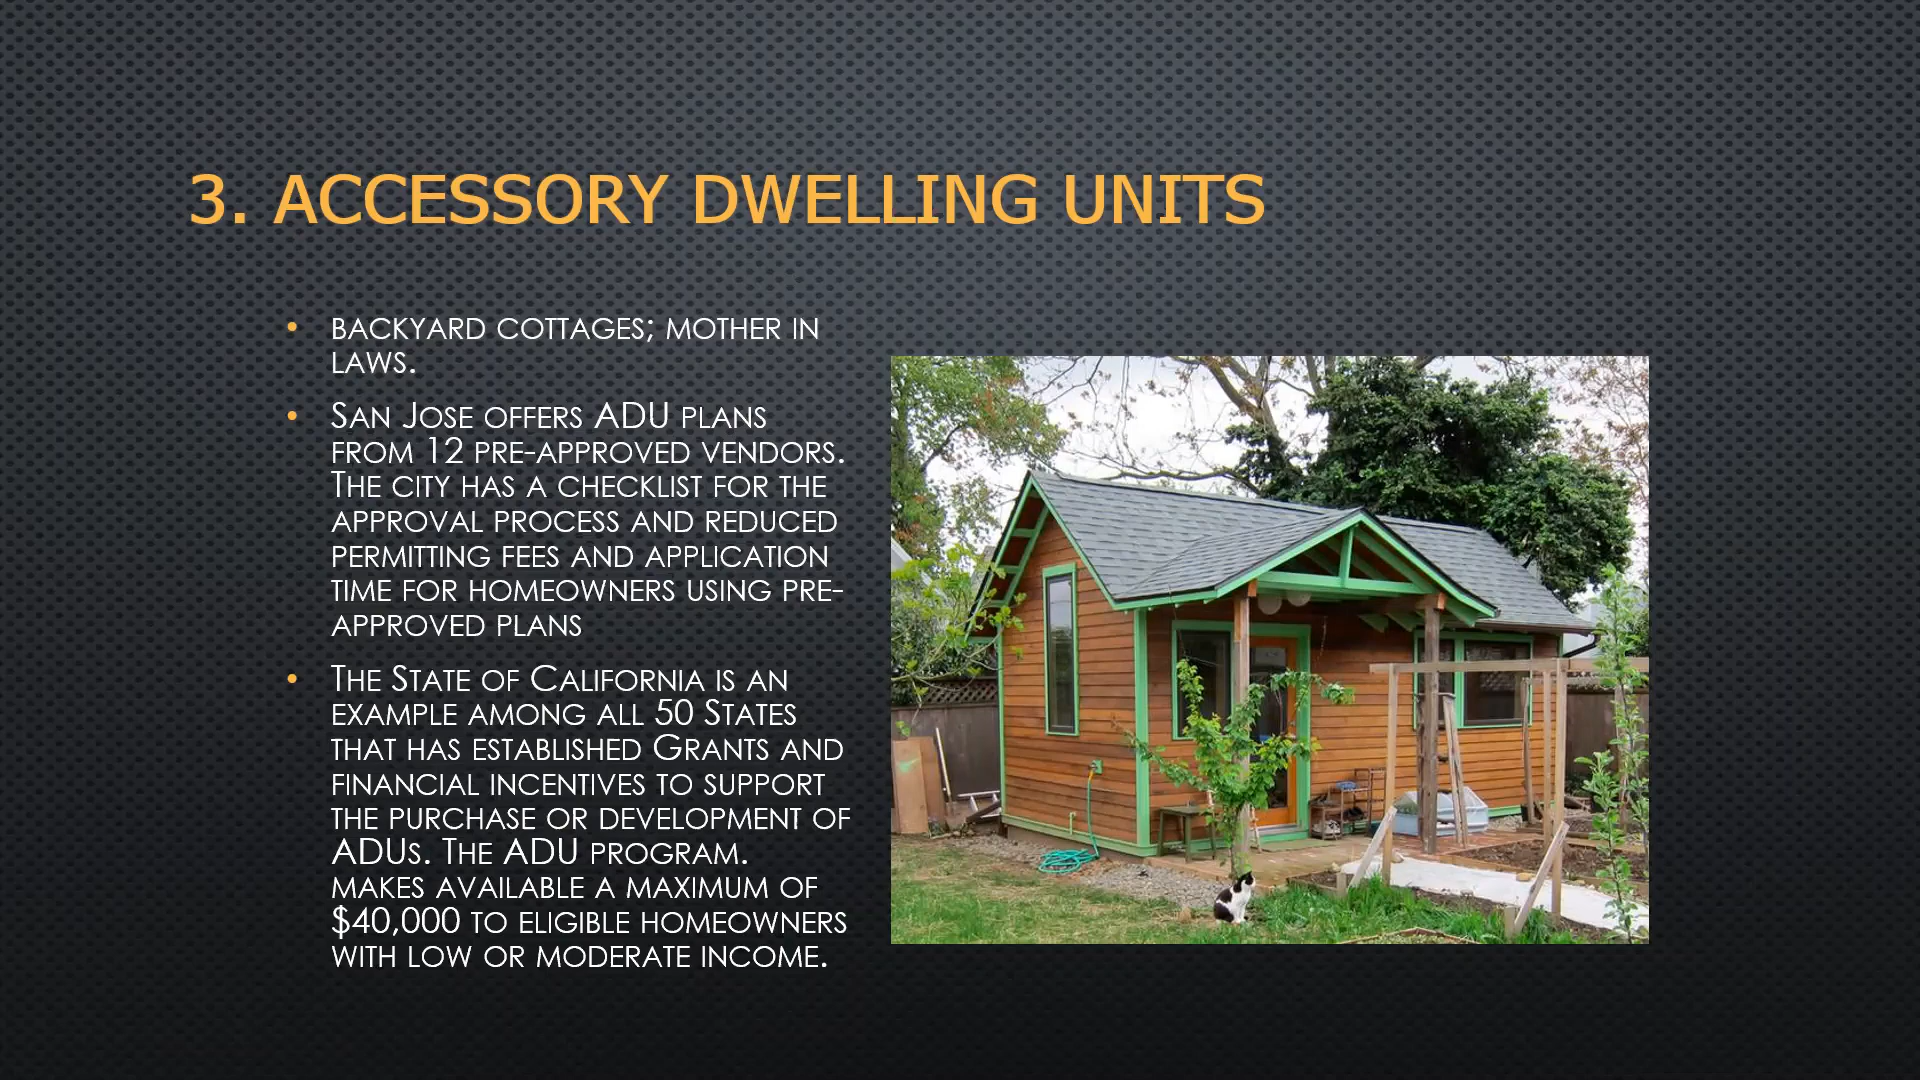 3. ACCESSORY DWELLING UNITS
• BACKYARD COTTAGES; MOTHER IN
LAWS.
• SAN JOSE OFFERS ADU PLANS
FROM 12 PRE-APPROVED VENDORS.
THE CITY HAS A CHECKLIST FOR THE
APPROVAL PROCESS AND REDUCED
PERMITTING FEES AND APPLICATION
TIME FOR HOMEOWNERS USING PRE-
APPROVED PLANS
• THE STATE OF CALIFORNIA IS AN
EXAMPLE AMONG ALL 50 STATES
THAT HAS ESTABLISHED GRANTS AND
FINANCIAL INCENTIVES TO SUPPORT
THE PURCHASE OR DEVELOPMENT OF
ADUS. THE ADU PROGRAM.
MAKES AVAILABLE A MAXIMUM OF
$40,000 TO ELIGIBLE HOMEOWNERS
WITH LOW OR MODERATE INCOME.